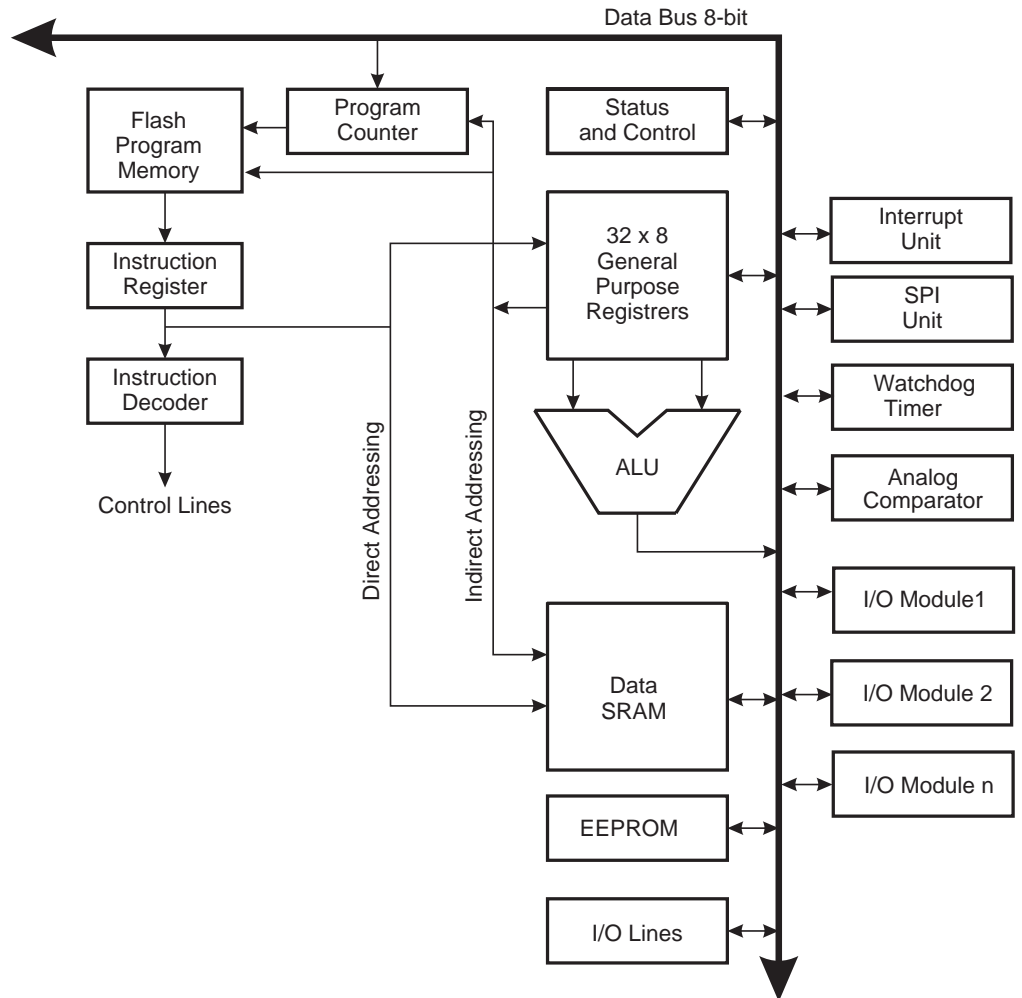 Data Bus 8-bit
Flash
Program
Memory
Program
Counter
Status
and Control
Instruction
Register
32 x 8
General
Purpose
Registrers
Interrupt
Unit
SPI
Unit
Instruction
Decoder
Watchdog
Timer
Control Lines
Direct Addressing
Indirect Addressing
ALU
Analog
Comparator
I/O Module1
Data
SRAM
I/O Module 2
I/O Module n
EEPROM
I/O Lines